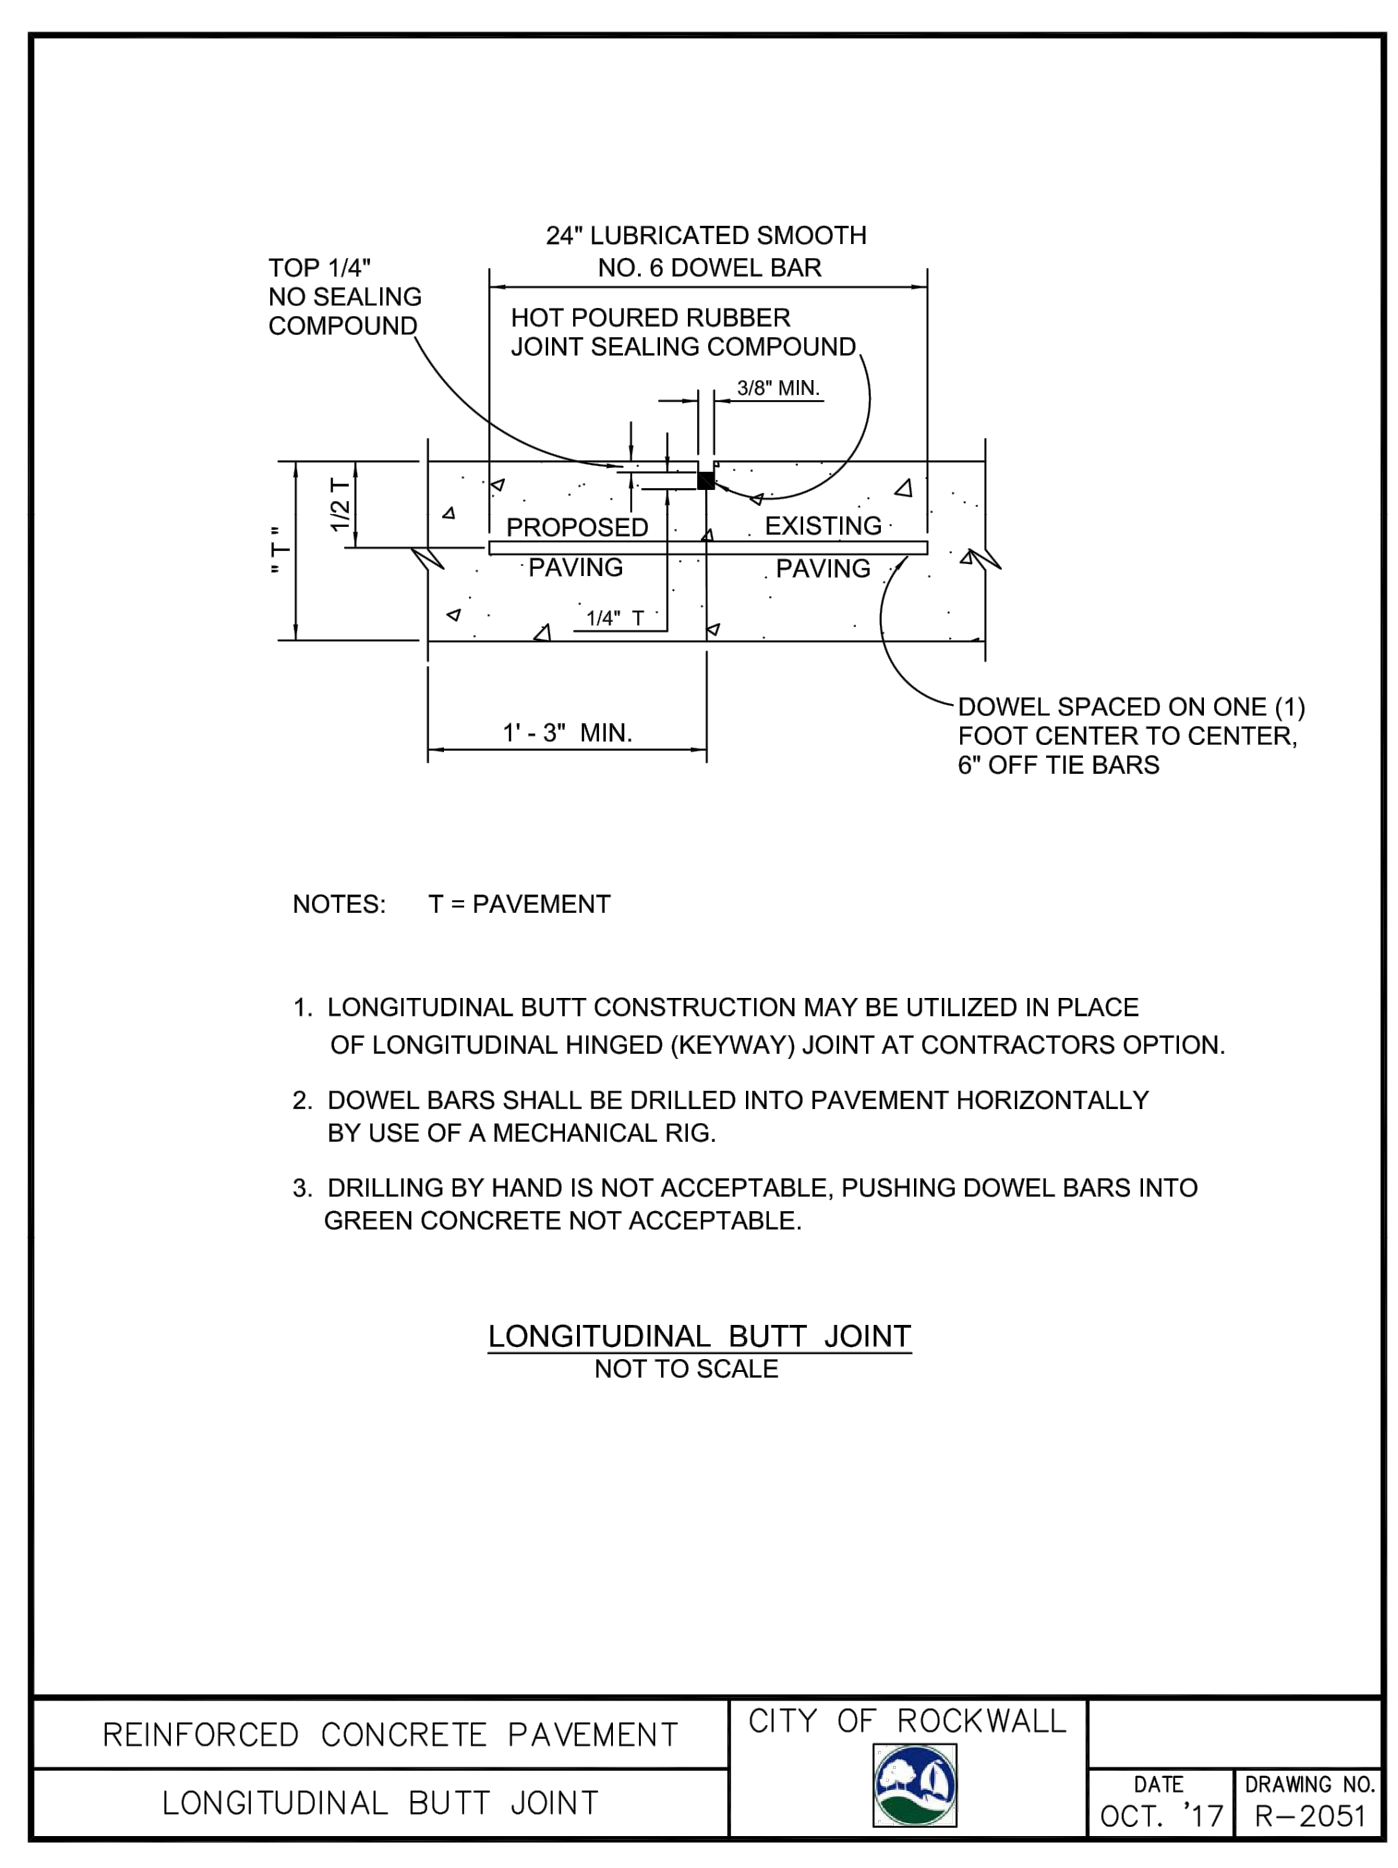 24" LUBRICATED SMOOTH
NO. 6 DOWEL BAR
TOP 1/4"
NO SEALING
COMPOUND
HOT POURED RUBBER
JOINT SEALING COMPOUND
3/8" MIN.
1/2 T
" T "
PROPOSED
PAVING
EXISTING
PAVING
1/4" T
1' - 3" MIN.
DOWEL SPACED ON ONE (1)
FOOT CENTER TO CENTER,
6" OFF TIE BARS
NOTES: T = PAVEMENT
1. LONGITUDINAL BUTT CONSTRUCTION MAY BE UTILIZED IN PLACE
OF LONGITUDINAL HINGED (KEYWAY) JOINT AT CONTRACTORS OPTION.
2. DOWEL BARS SHALL BE DRILLED INTO PAVEMENT HORIZONTALLY
BY USE OF A MECHANICAL RIG.
3. DRILLING BY HAND IS NOT ACCEPTABLE, PUSHING DOWEL BARS INTO
GREEN CONCRETE NOT ACCEPTABLE.
LONGITUDINAL BUTT JOINT
NOT TO SCALE
REINFORCED CONCRETE PAVEMENT
LONGITUDINAL BUTT JOINT
CITY OF ROCKWALL
DATE
OCT. '17
DRAWING NO.
R-2051